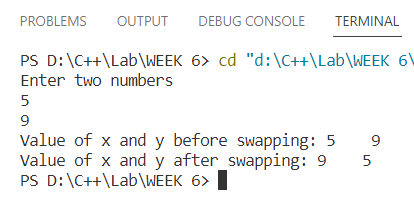 PROBLEMS OUTPUT DEBUG CONSOLE TERMINAL
PS D:\C++\Lab\WEEK 6> cd "d:\C++\Lab\WEEK 6\
Enter two numbers
5
9
Value of x and y before swapping: 5    9
Value of x and y after swapping: 9    5
PS D:\C++\Lab\WEEK 6>